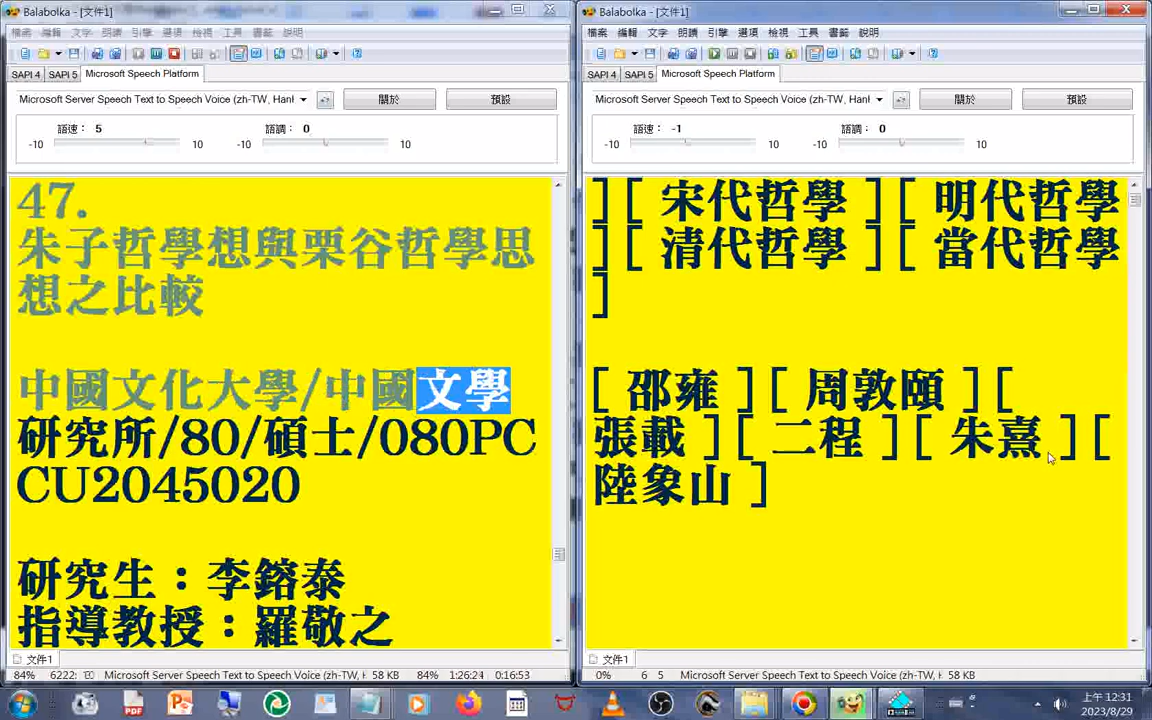 Balabolka - [文件1]
檔案 編輯 文字 朗讀 引擎 選項 檢視 工具 書籤 說明
SAPI 4 SAPI 5 Microsoft Speech Platform
Microsoft Server Speech Text to Speech Voice (zh-TW, Hanl
關於
預設
語速： 5
語調： 0
-10 10 -10 10
47.
朱子哲學想與栗谷哲學思
想之比較
中國文化大學/中國文學
研究所/80/碩士/080PC
CU2045020
研究生：李鎔泰
指導教授：羅敬之
文件1
84% 6222: Microsoft Server Speech Text to Speech Voice (zh-TW, H 58 KB 84% 1:26:24 0:16:53
Balabolka - [文件1]
檔案 編輯 文字 朗讀 引擎 選項 檢視 工具 書籤 說明
SAPI 4 SAPI 5 Microsoft Speech Platform
Microsoft Server Speech Text to Speech Voice (zh-TW, Hanl
關於
預設
語速： -1
語調： 0
-10 10 -10 10
][ 宋代哲學 ][ 明代哲學
][ 清代哲學 ][ 當代哲學
]
[ 邵雍 ][ 周敦頤 ][
張載 ][ 二程 ][ 朱熹 ][
陸象山 ]
文件1
0% 6 5 Microsoft Server Speech Text to Speech Voice (zh-TW, H 58 KB
PDF
上午 12:31
2023/8/29